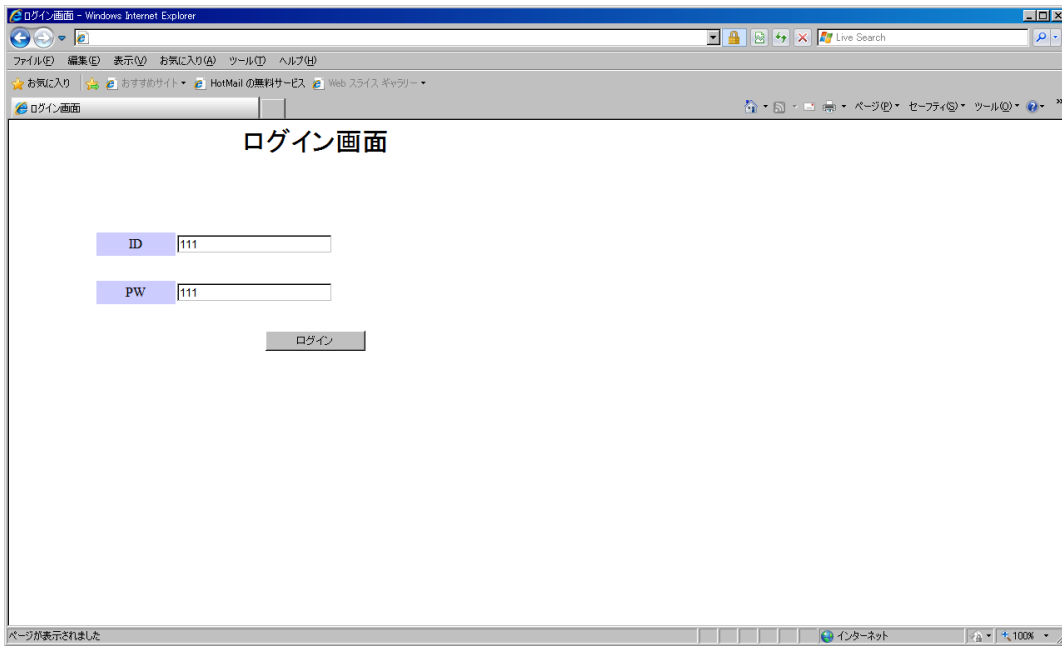 ログイン画面 - Windows Internet Explorer
Live Search
ファイル(F) 編集(E) 表示(V) お気に入り(A) ツール(T) ヘルプ(H)
お気に入り おすすめサイト HotMail の無料サービス Web スライス ギャラリー
ログイン画面 ページ(P) セーフティ(S) ツール(O) »
ログイン画面
ID 111
PW 111
ログイン
ページが表示されました インターネット 100%